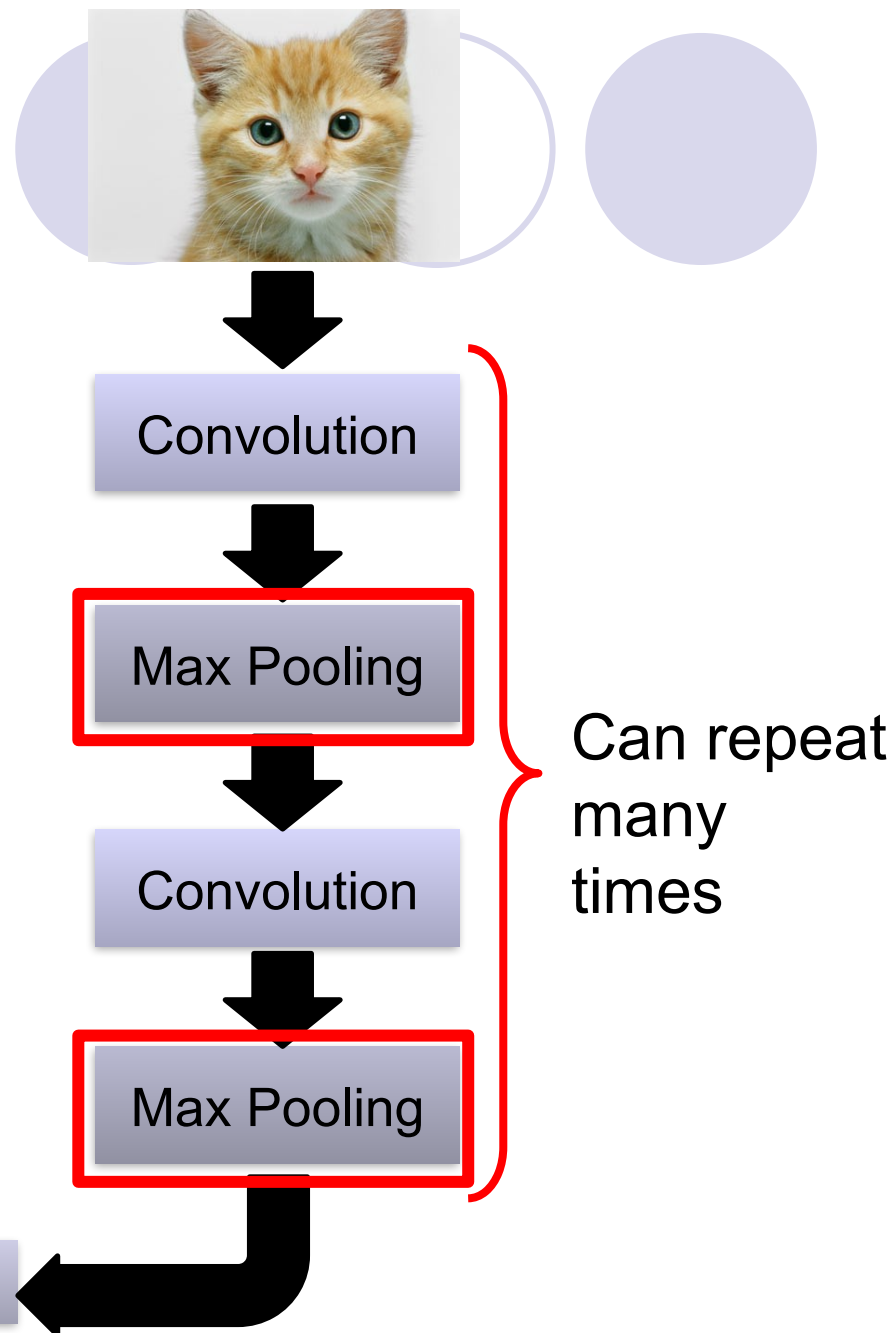 Convolution
Max Pooling
Can repeat
many
times
Convolution
Max Pooling